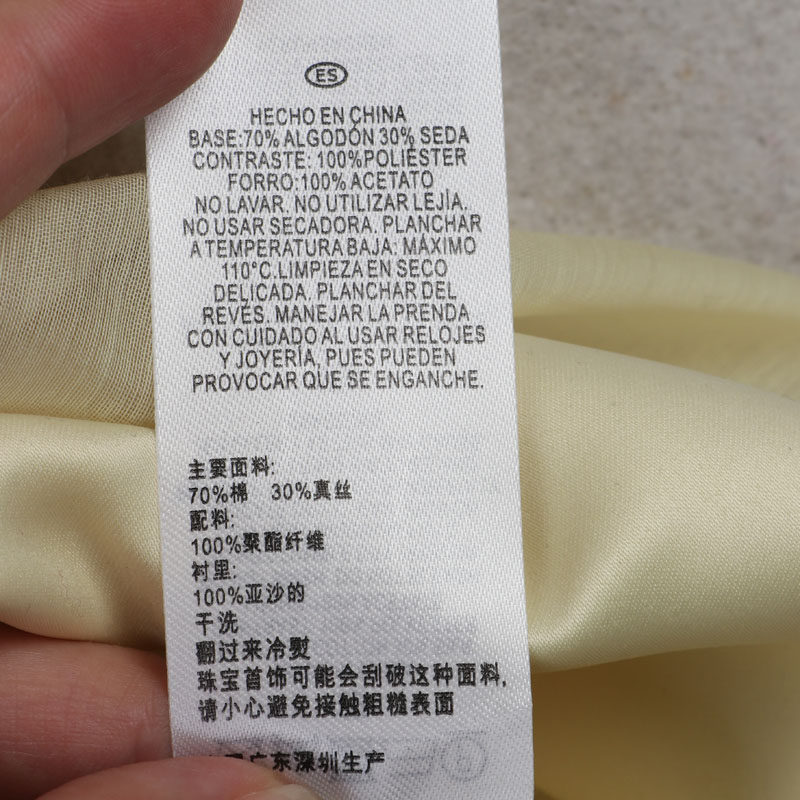 ES
HECHO EN CHINA
BASE:70% ALGODÓN 30% SEDA
CONTRASTE: 100%POLIÉSTER
FORRO:100% ACETATO
NO LAVAR. NO UTILIZAR LEJÍA.
NO USAR SECADORA. PLANCHAR
A TEMPERATURA BAJA: MÁXIMO
110°C.LIMPIEZA EN SECO
DELICADA. PLANCHAR DEL
REVÉS. MANEJAR LA PRENDA
CON CUIDADO AL USAR RELOJES
Y JOYERÍA, PUES PUEDEN
PROVOCAR QUE SE ENGANCHE.
主要面料:
70%棉 30%真丝
配料:
100%聚酯纤维
衬里:
100%亚沙的
干洗
翻过来冷熨
珠宝首饰可能会刮破这种面料,
请小心避免接触粗糙表面
广东深圳生产